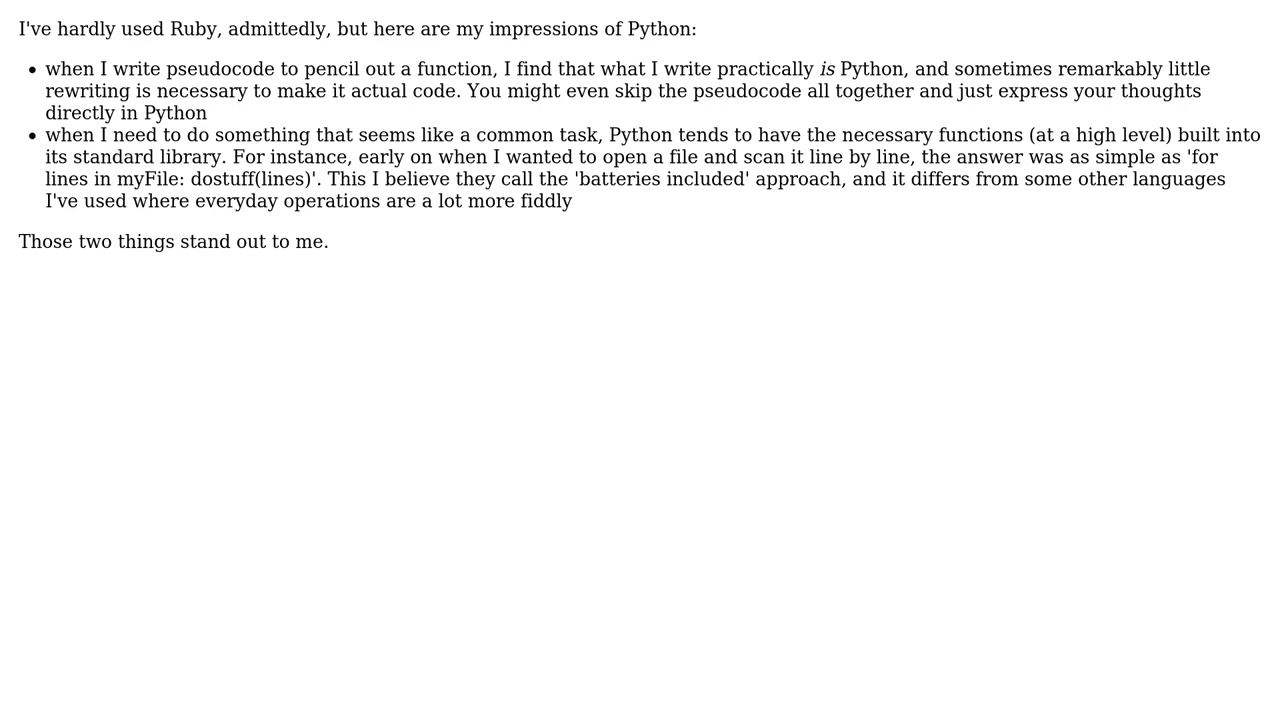 I've hardly used Ruby, admittedly, but here are my impressions of Python:
• when I write pseudocode to pencil out a function, I find that what I write practically is Python, and sometimes remarkably little
rewriting is necessary to make it actual code. You might even skip the pseudocode all together and just express your thoughts
directly in Python
• when I need to do something that seems like a common task, Python tends to have the necessary functions (at a high level) built into
its standard library. For instance, early on when I wanted to open a file and scan it line by line, the answer was as simple as 'for
lines in myFile: dostuff(lines)'. This I believe they call the 'batteries included' approach, and it differs from some other languages
I've used where everyday operations are a lot more fiddly
Those two things stand out to me.